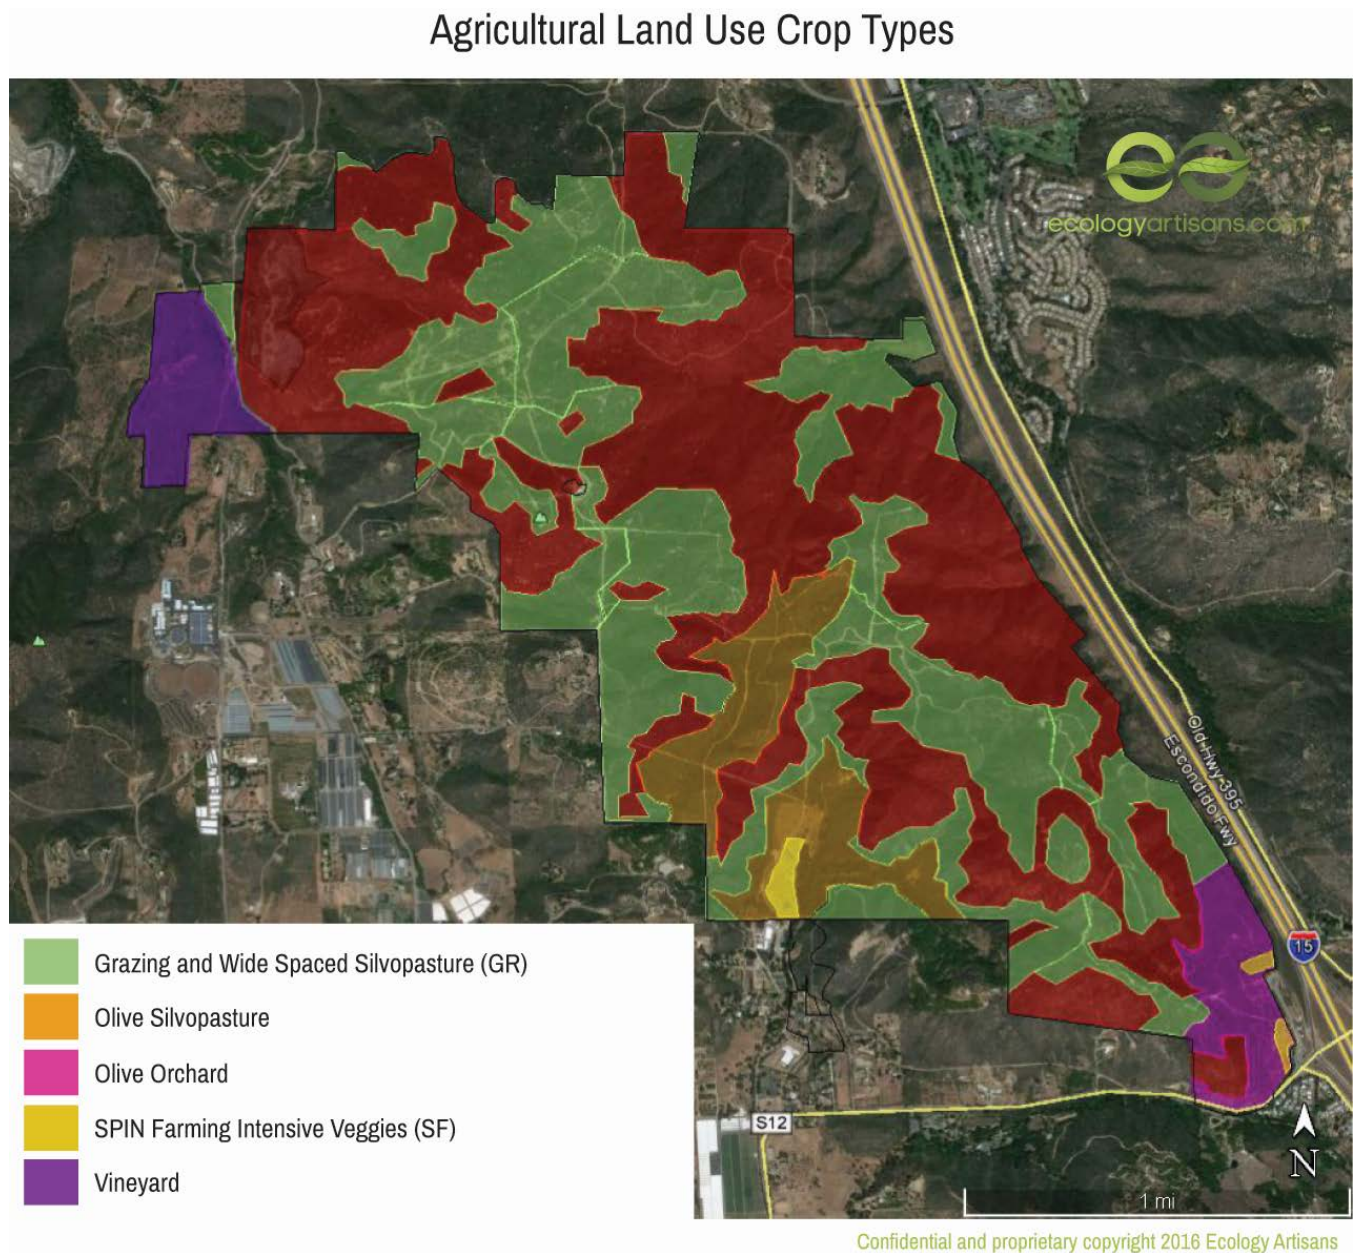 Agricultural Land Use Crop Types
ecologyartisans.com
Old Hwy 395
Escondido Fwy
15
Grazing and Wide Spaced Silvopasture (GR)
Olive Silvopasture
Olive Orchard
SPIN Farming Intensive Veggies (SF)
Vineyard
S12
N
1 mi
Confidential and proprietary copyright 2016 Ecology Artisans